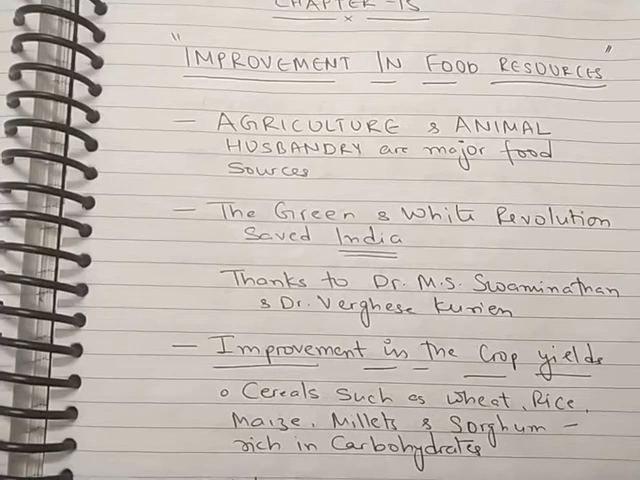 CHAPTER-15
x
"IMPROVEMENT IN FOOD RESOURCES"
- AGRICULTURE & ANIMAL
HUSBANDRY are major food
Sources
- The Green & White Revolution
Saved India
Thanks to Dr. M.S. Swaminathan
& Dr. Verghese Kurien
- Improvement in the Crop yields
o Cereals Such as wheat, Rice,
Maize, Millets & Sorghum -
rich in Carbohydrates